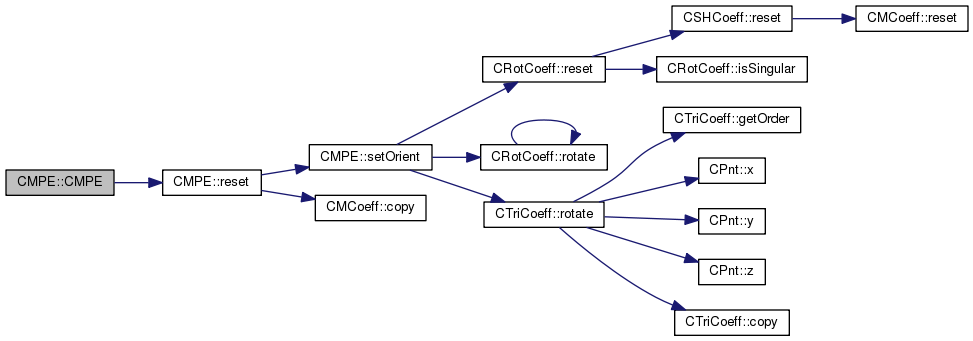 CMPE::CMPE
CMPE::reset
CMPE::setOrient
CMCoeff::copy
CRotCoeff::reset
CRotCoeff::rotate
CTriCoeff::rotate
CSHCoeff::reset
CMCoeff::reset
CRotCoeff::isSingular
CTriCoeff::getOrder
CPnt::x
CPnt::y
CPnt::z
CTriCoeff::copy